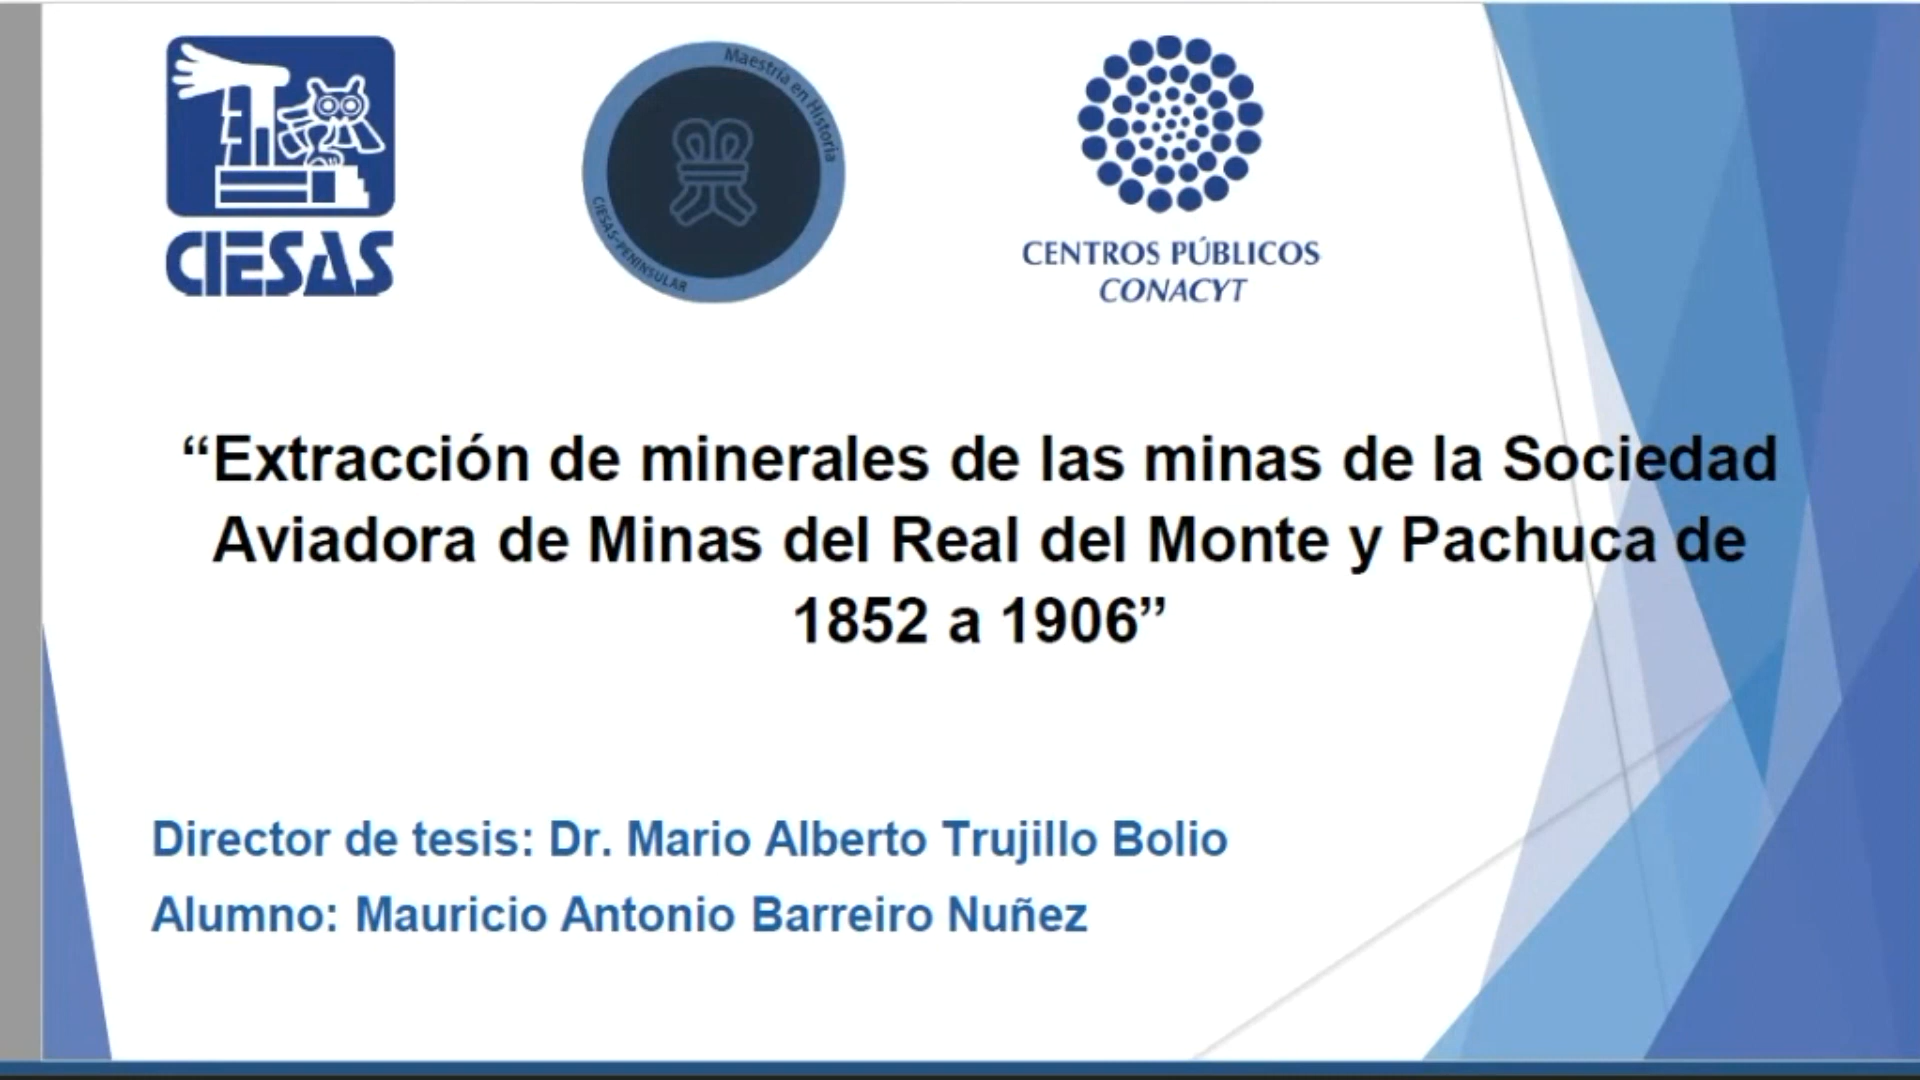 CIESAS
Maestría en Historia
CIESAS-PENINSULAR
CENTROS PÚBLICOS
CONACYT
“Extracción de minerales de las minas de la Sociedad
Aviadora de Minas del Real del Monte y Pachuca de
1852 a 1906”
Director de tesis: Dr. Mario Alberto Trujillo Bolio
Alumno: Mauricio Antonio Barreiro Nuñez